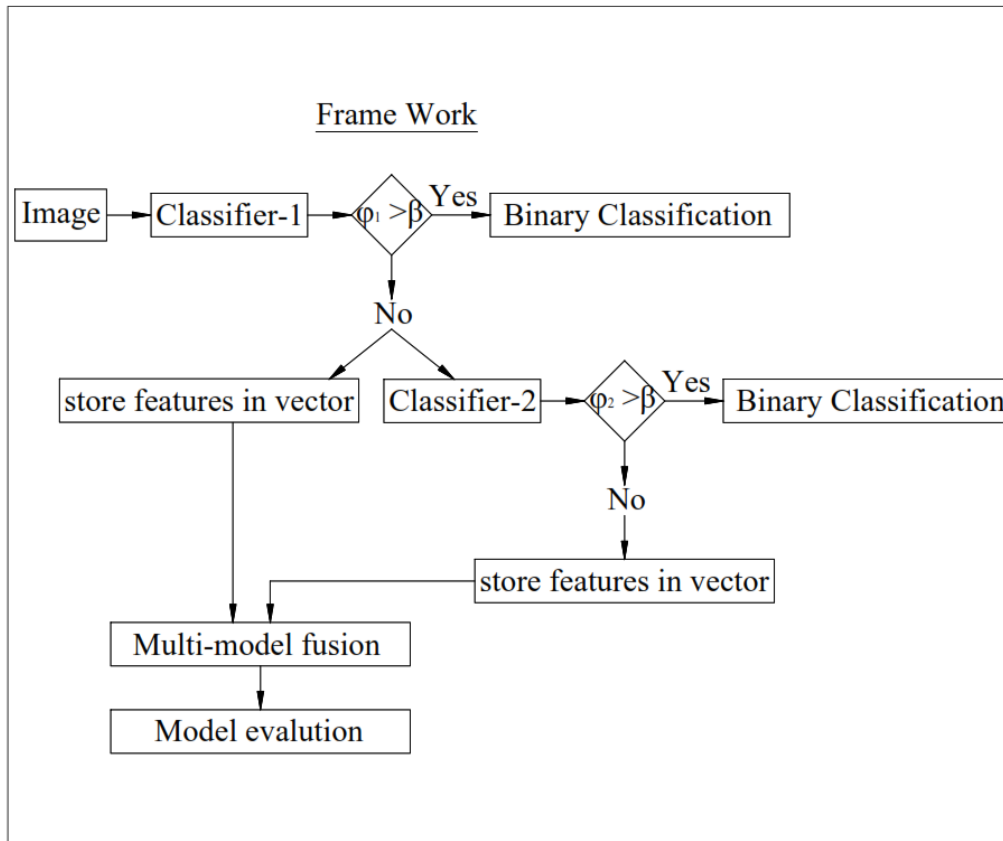 Frame Work
Image
Classifier-1
φ₁ >β
Yes
Binary Classification
No
store features in vector
Classifier-2
φ₂ >β
Yes
Binary Classification
No
store features in vector
Multi-model fusion
Model evalution